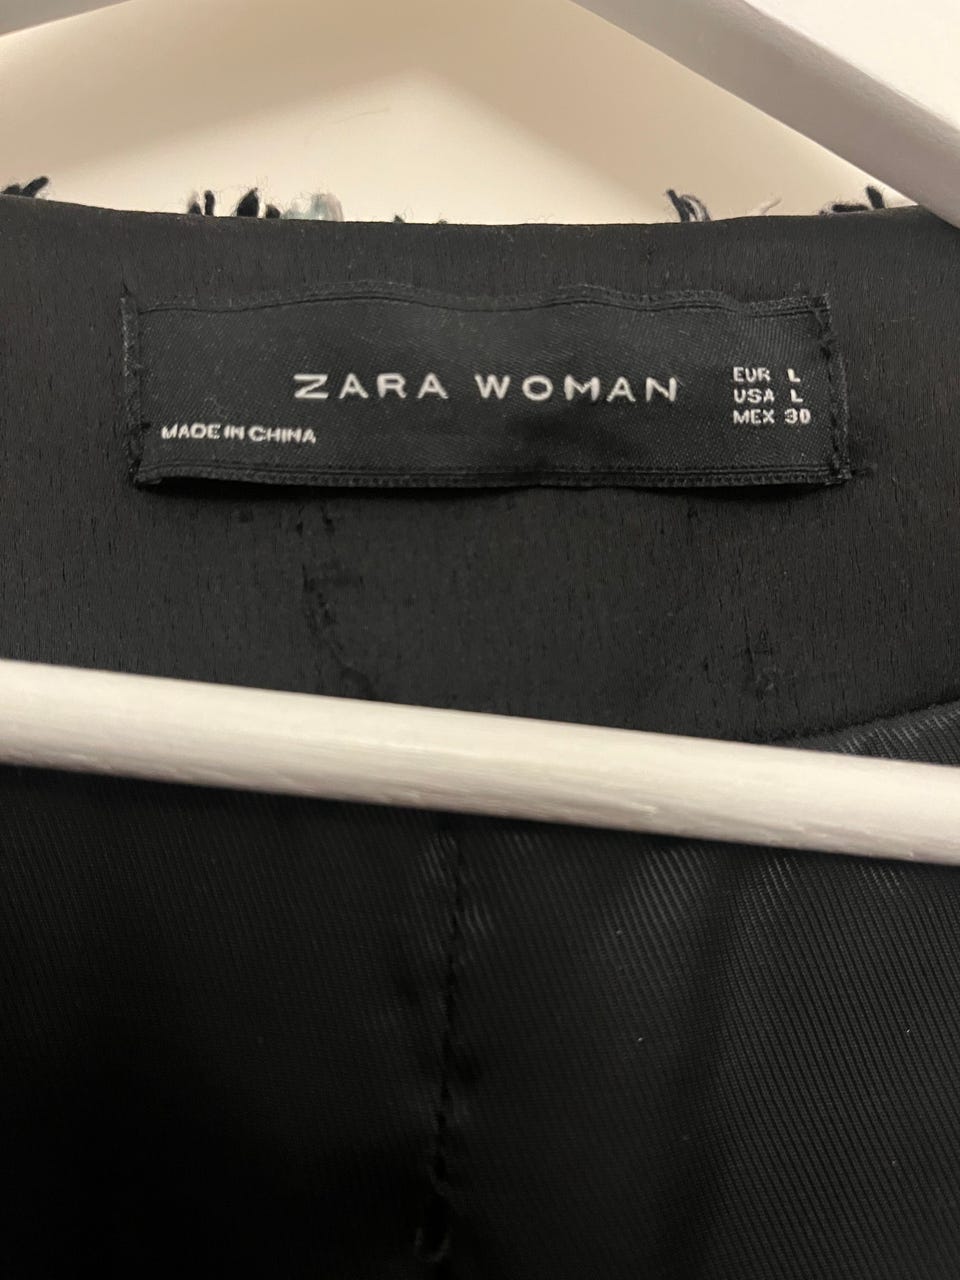 ZARA WOMAN
EUR L
USA L
MEX 30
MADE IN CHINA